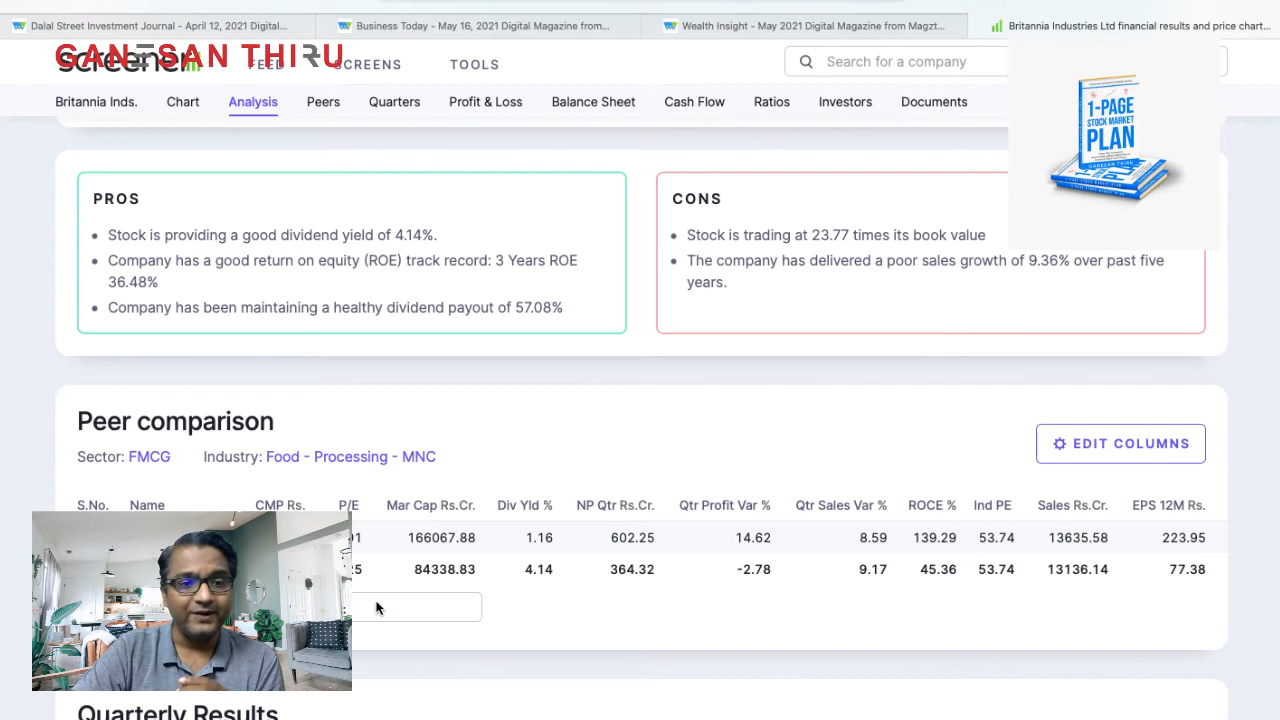 Dalal Street Investment Journal - April 12, 2021 Digital...
Business Today - May 16, 2021 Digital Magazine from...
Wealth Insight - May 2021 Digital Magazine from Magzt...
Britannia Industries Ltd financial results and price chart...
GANESAN THIRU
screener
FEED
SCREENS
TOOLS
Search for a company
Britannia Inds. Chart Analysis Peers Quarters Profit & Loss Balance Sheet Cash Flow Ratios Investors Documents
1-PAGE
STOCK MARKET
PLAN
GANESAN THIRU
PROS
Stock is providing a good dividend yield of 4.14%.
Company has a good return on equity (ROE) track record: 3 Years ROE
36.48%
Company has been maintaining a healthy dividend payout of 57.08%
CONS
Stock is trading at 23.77 times its book value
The company has delivered a poor sales growth of 9.36% over past five
years.
Peer comparison
Sector: FMCG Industry: Food - Processing - MNC
EDIT COLUMNS
S.No. Name CMP Rs. P/E Mar Cap Rs.Cr. Div Yld % NP Qtr Rs.Cr. Qtr Profit Var % Qtr Sales Var % ROCE % Ind PE Sales Rs.Cr. EPS 12M Rs.
166067.88 1.16 602.25 14.62 8.59 139.29 53.74 13635.58 223.95
84338.83 4.14 364.32 -2.78 9.17 45.36 53.74 13136.14 77.38
Quarterly Results